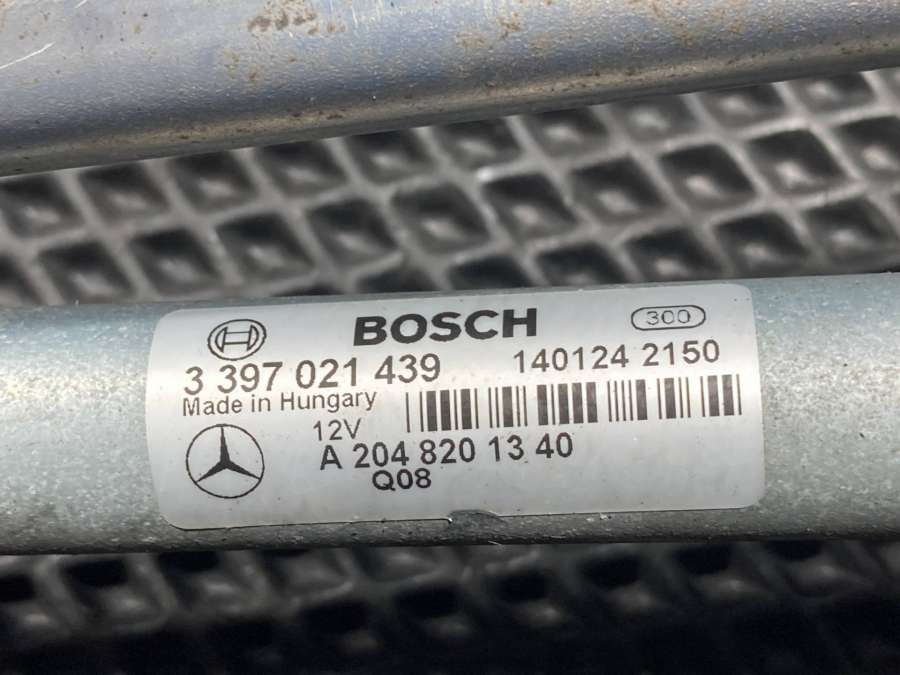 BOSCH
300
3 397 021 439
140124 2150
Made in Hungary
12V
A 204 820 13 40
Q08